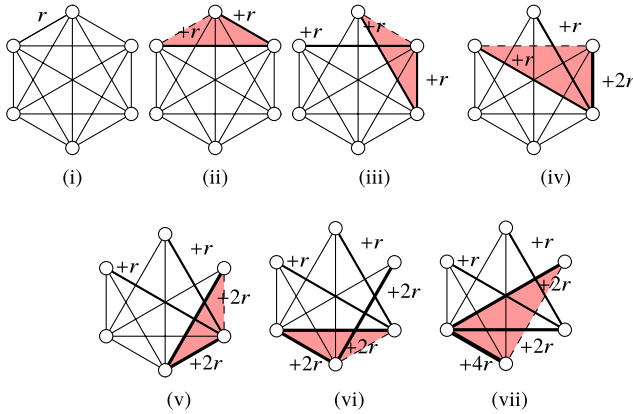 r
(i)
+r
+r
(ii)
+r
+r
+r
(iii)
+r
+r
+2r
(iv)
+r
+r
+2r
+2r
(v)
+r
+r
+2r
+2r
+2r
(vi)
+r
+r
+2r
+2r
+4r
(vii)